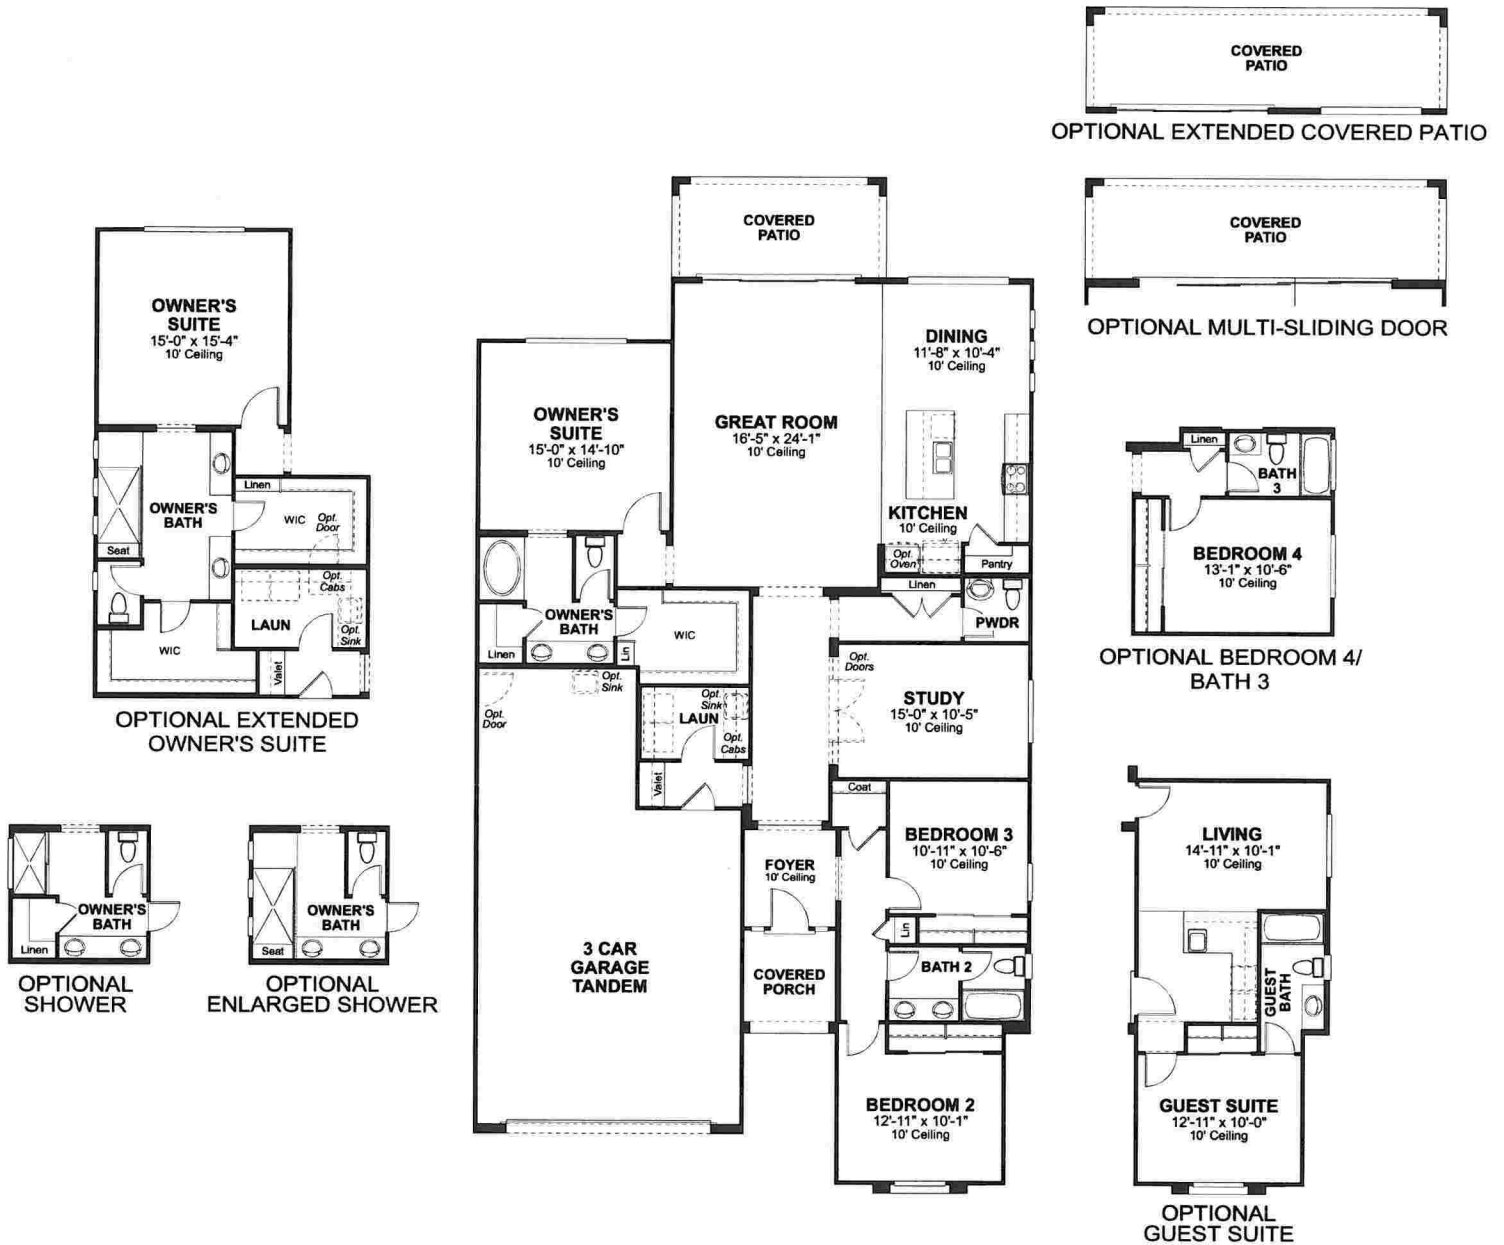 COVERED
PATIO
OPTIONAL EXTENDED COVERED PATIO
COVERED
PATIO
OPTIONAL MULTI-SLIDING DOOR
OWNER'S
SUITE
15'-0" x 15'-4"
10' Ceiling
Linen
OWNER'S
BATH
WIC
Opt.
Door
Seat
Opt.
Cabs
LAUN
Opt.
Sink
WIC
Valet
OPTIONAL EXTENDED
OWNER'S SUITE
COVERED
PATIO
DINING
11'-8" x 10'-4"
10' Ceiling
OWNER'S
SUITE
15'-0" x 14'-10"
10' Ceiling
GREAT ROOM
16'-5" x 24'-1"
10' Ceiling
KITCHEN
10' Ceiling
Opt.
Oven
Pantry
Linen
PWDR
OWNER'S
BATH
WIC
Linen
Lin
Opt.
Door
Opt.
Sink
Opt.
Sink
LAUN
Opt.
Cabs
Valet
Opt.
Doors
STUDY
15'-0" x 10'-5"
10' Ceiling
Coat
BEDROOM 3
10'-11" x 10'-6"
10' Ceiling
FOYER
10' Ceiling
Lin
3 CAR
GARAGE
TANDEM
COVERED
PORCH
BATH 2
BEDROOM 2
12'-11" x 10'-1"
10' Ceiling
Linen
BATH
3
BEDROOM 4
13'-1" x 10'-6"
10' Ceiling
OPTIONAL BEDROOM 4/
BATH 3
LIVING
14'-11" x 10'-1"
10' Ceiling
GUEST
BATH
GUEST SUITE
12'-11" x 10'-0"
10' Ceiling
OPTIONAL
GUEST SUITE
OWNER'S
BATH
Linen
OPTIONAL
SHOWER
OWNER'S
BATH
Seat
OPTIONAL
ENLARGED SHOWER